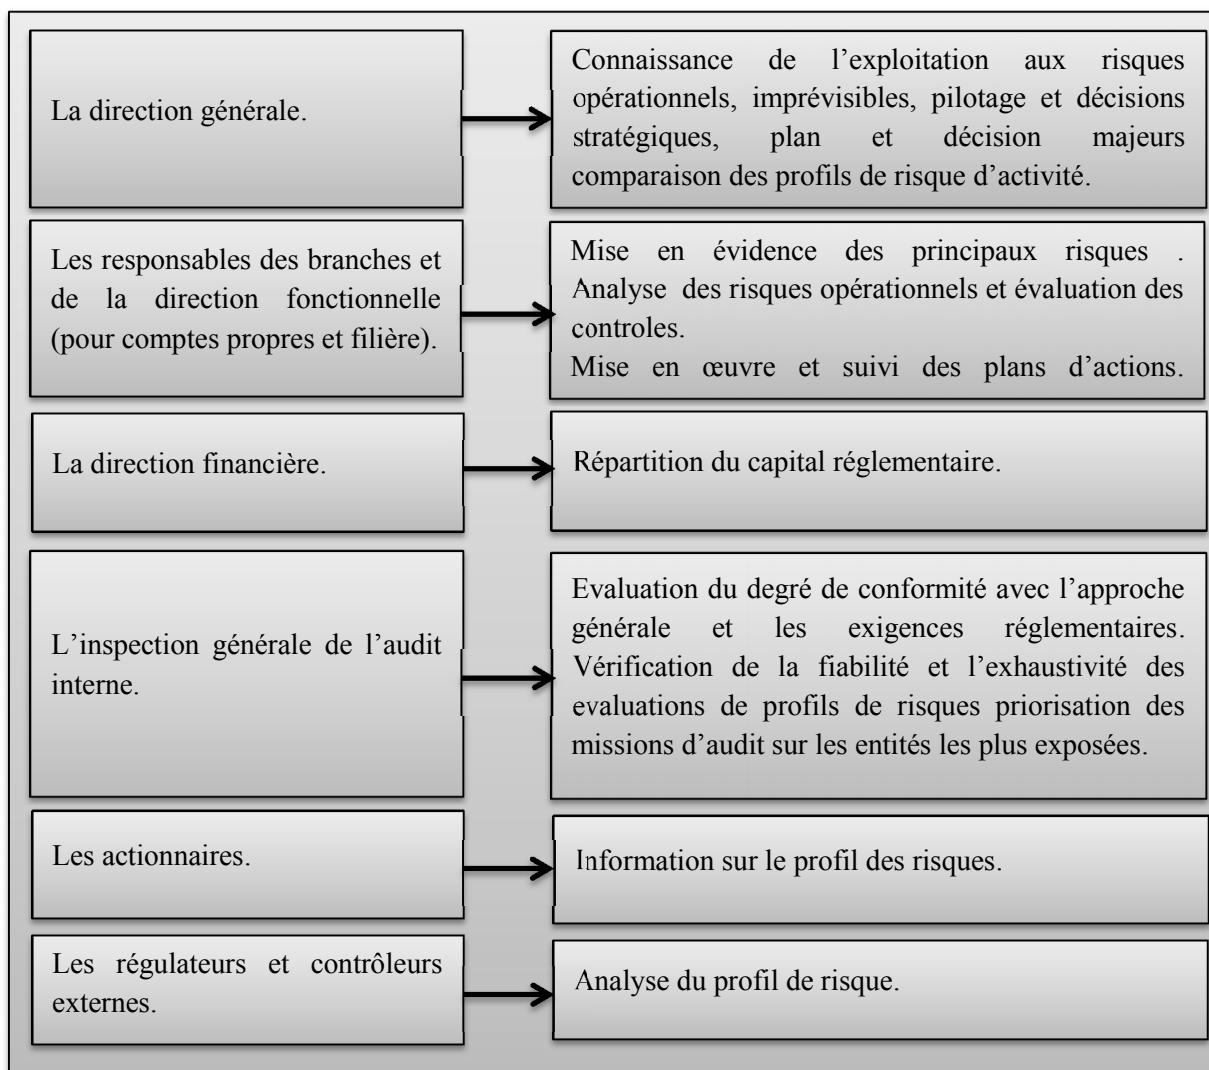 La direction générale.
Connaissance de l’exploitation aux risques
opérationnels, imprévisibles, pilotage et décisions
stratégiques, plan et décision majeurs
comparaison des profils de risque d’activité.
Les responsables des branches et
de la direction fonctionnelle
(pour comptes propres et filière).
Mise en évidence des principaux risques .
Analyse des risques opérationnels et évaluation des
controles.
Mise en œuvre et suivi des plans d’actions.
La direction financière.
Répartition du capital réglementaire.
L’inspection générale de l’audit
interne.
Evaluation du degré de conformité avec l’approche
générale et les exigences réglementaires.
Vérification de la fiabilité et l’exhaustivité des
evaluations de profils de risques priorisation des
missions d’audit sur les entités les plus exposées.
Les actionnaires.
Information sur le profil des risques.
Les régulateurs et contrôleurs
externes.
Analyse du profil de risque.